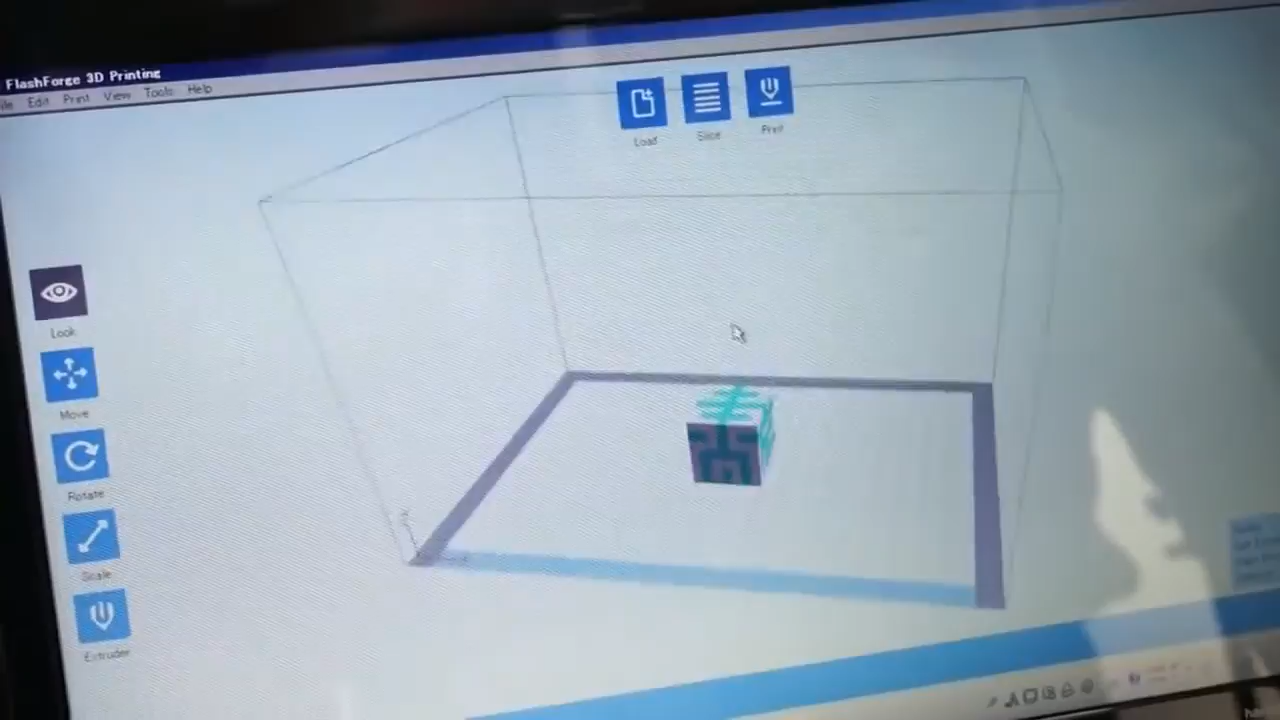 FlashForge 3D Printing
Edit Print View Tools Help
Load Slice Print
Look
Move
Rotate
Scale
Extruder